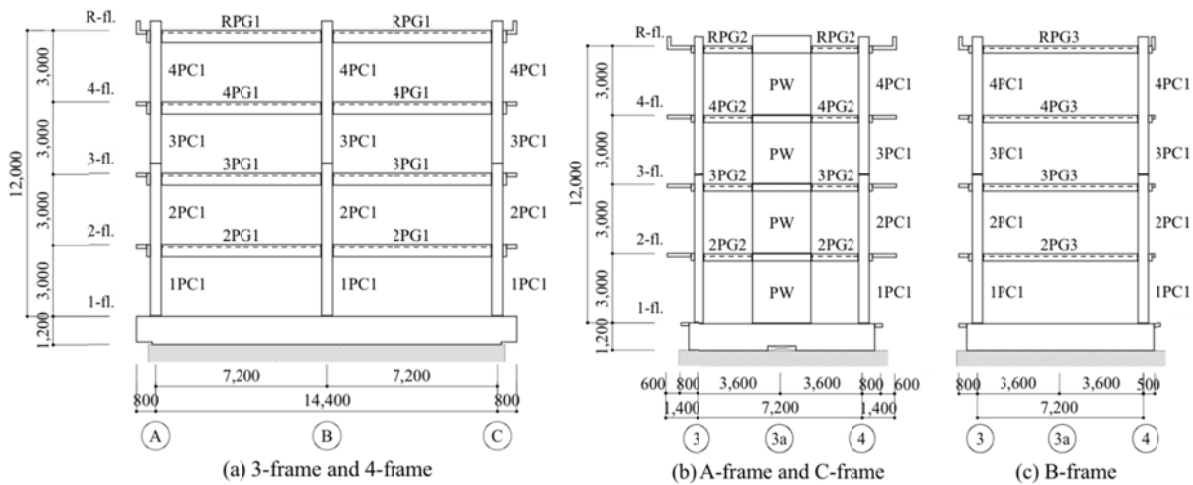 R-fl.
RPG1 RPG1
4PC1 4PC1 4PC1
3,000
4-fl.
4PG1 4PG1
3PC1 3PC1 3PC1
3,000
12,000
3-fl.
3PG1 3PG1
2PC1 2PC1 2PC1
3,000
2-fl.
2PG1 2PG1
1PC1 1PC1 1PC1
3,000
1-fl.
1,200
7,200 7,200
800 14,400 800
A B C
(a) 3-frame and 4-frame
R-fl.
RPG2 RPG2
PW
3,000
4PC1
4-fl.
4PG2 4PG2
PW
3,000
3PC1
12,000
3-fl.
3PG2 3PG2
PW
3,000
2PC1
2-fl.
2PG2 2PG2
PW
3,000
1PC1
1-fl.
1,200
600 800 3,600 3,600 800 600
1,400 7,200 1,400
3 3a 4
(b) A-frame and C-frame
RPG3
4PC1 4PC1
4PG3
3PC1 3PC1
3PG3
2PC1 2PC1
2PG3
1PC1 1PC1
800 3,600 3,600 500
7,200
3 3a 4
(c) B-frame